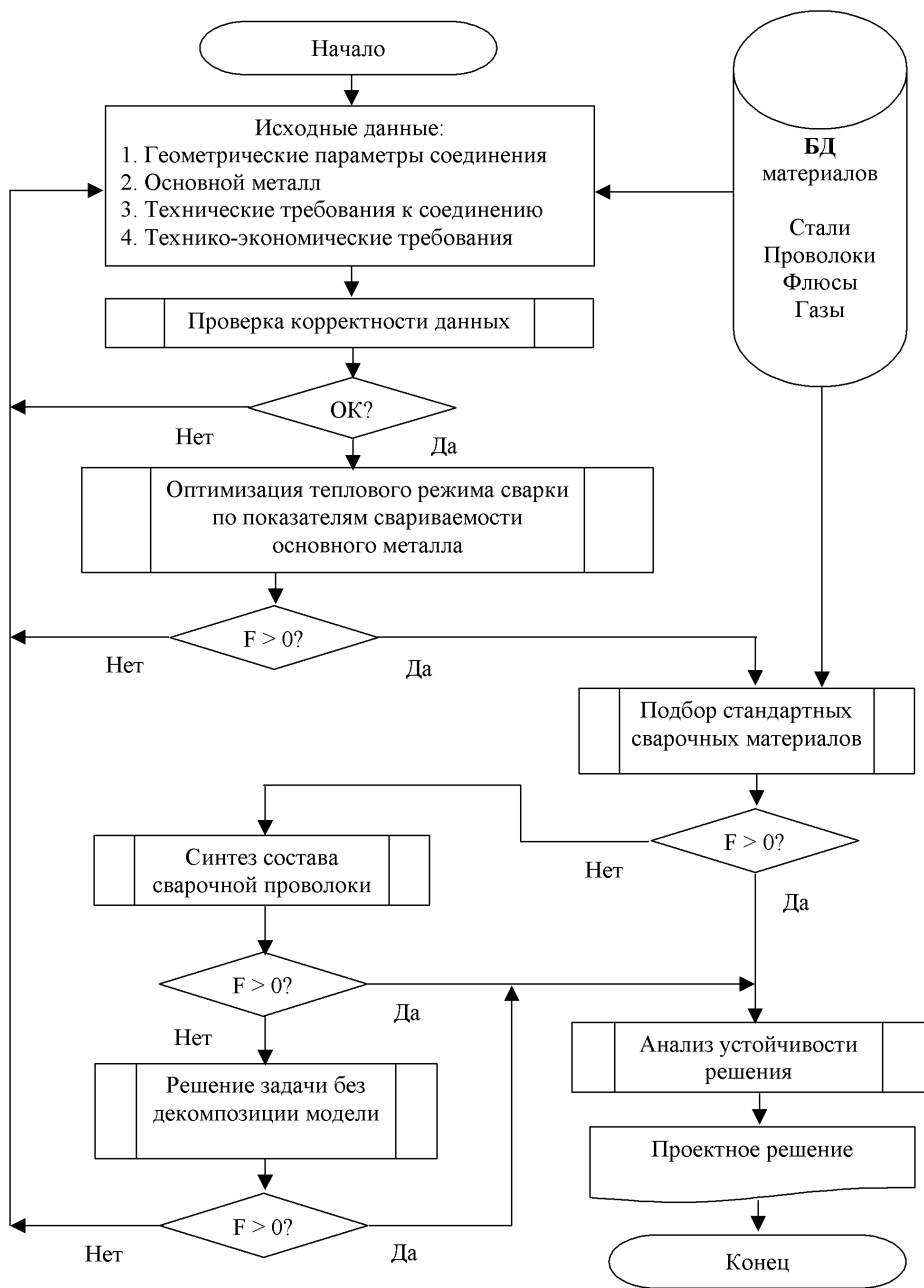 Начало
Исходные данные:
1. Геометрические параметры соединения
2. Основной металл
3. Технические требования к соединению
4. Технико-экономические требования
БД
материалов
Стали
Проволоки
Флюсы
Газы
Проверка корректности данных
ОК?
Нет
Да
Оптимизация теплового режима сварки
по показателям свариваемости
основного металла
F > 0?
Нет
Да
Подбор стандартных
сварочных материалов
F > 0?
Нет
Да
Синтез состава
сварочной проволоки
F > 0?
Да
Нет
Решение задачи без
декомпозиции модели
F > 0?
Нет
Да
Анализ устойчивости
решения
Проектное решение
Конец